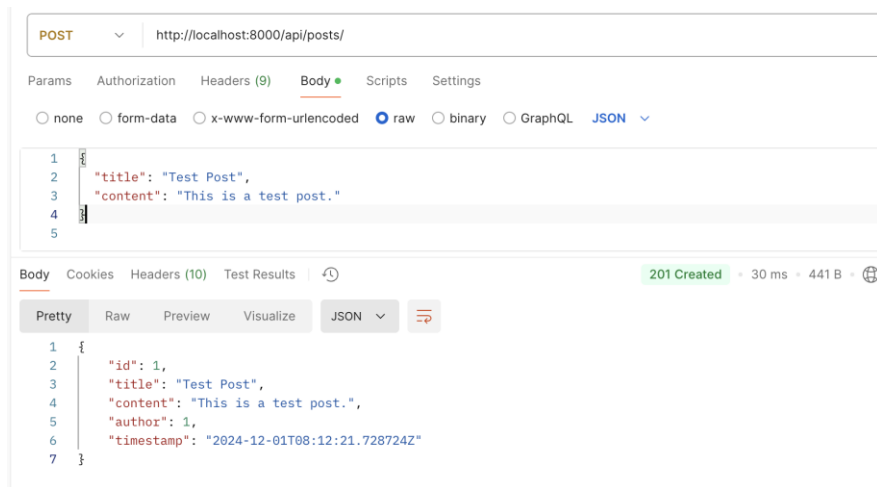 POST http://localhost:8000/api/posts/
Params Authorization Headers (9) Body Scripts Settings
none form-data x-www-form-urlencoded raw binary GraphQL JSON
1 {
2 "title": "Test Post",
3 "content": "This is a test post."
4 }
5
Body Cookies Headers (10) Test Results 201 Created 30 ms 441 B
Pretty Raw Preview Visualize JSON
1 {
2 "id": 1,
3 "title": "Test Post",
4 "content": "This is a test post.",
5 "author": 1,
6 "timestamp": "2024-12-01T08:12:21.728724Z"
7 }